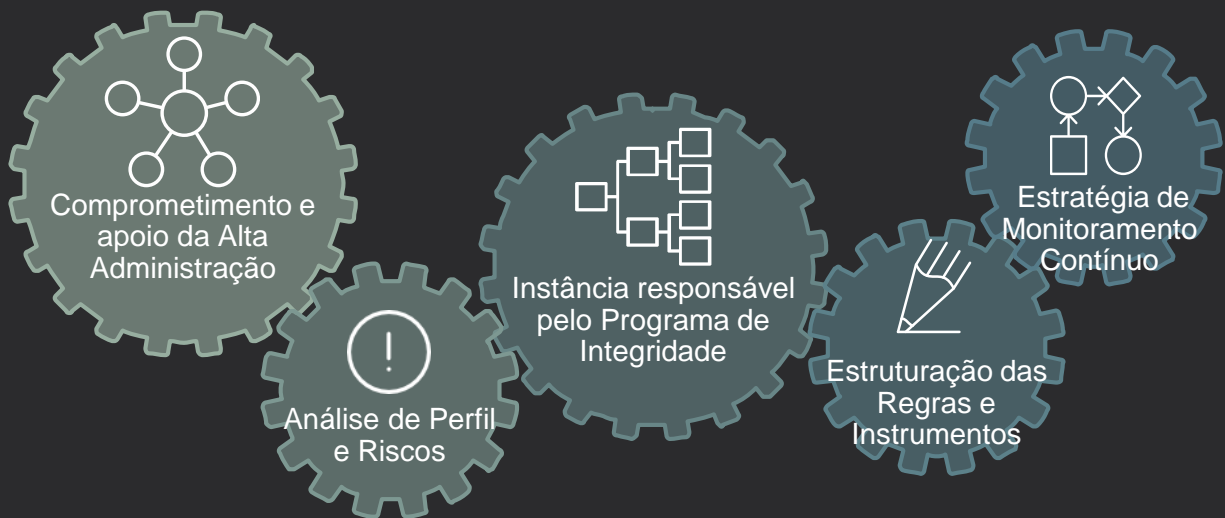 Comprometimento e
apoio da Alta
Administração
Análise de Perfil
e Riscos
Instância responsável
pelo Programa de
Integridade
Estruturação das
Regras e
Instrumentos
Estratégia de
Monitoramento
Contínuo